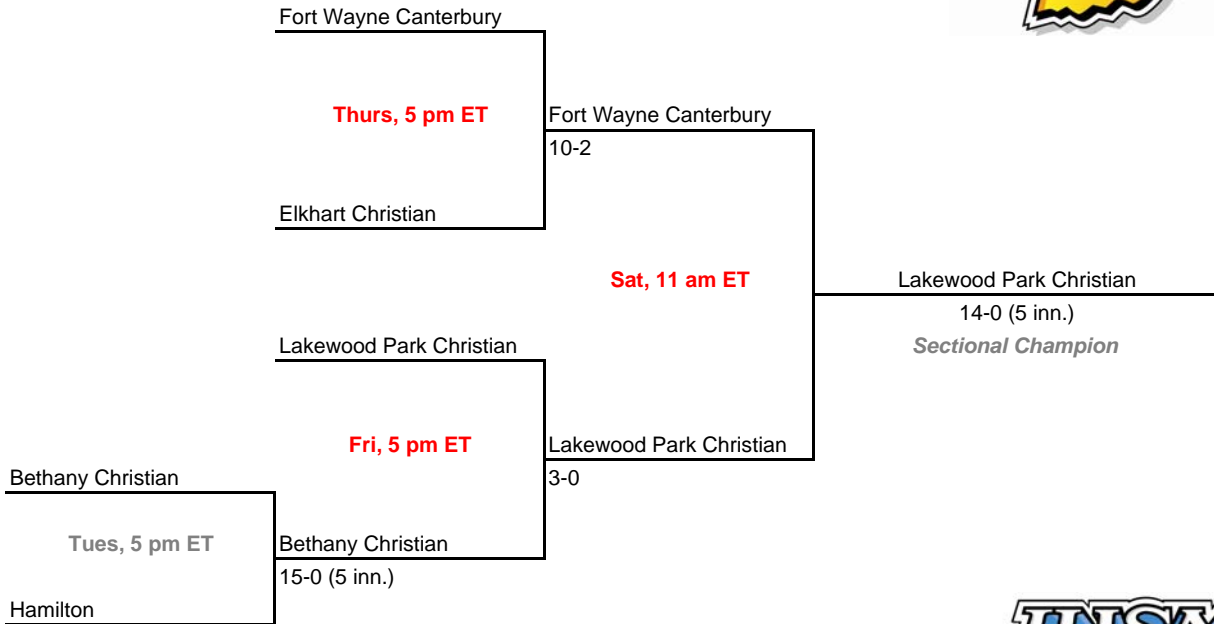 Fort Wayne Canterbury
Thurs, 5 pm ET
Fort Wayne Canterbury
10-2
Elkhart Christian
Sat, 11 am ET
Lakewood Park Christian
14-0 (5 inn.)
Lakewood Park Christian
Sectional Champion
Fri, 5 pm ET
Lakewood Park Christian
Bethany Christian
3-0
Tues, 5 pm ET
Bethany Christian
15-0 (5 inn.)
Hamilton